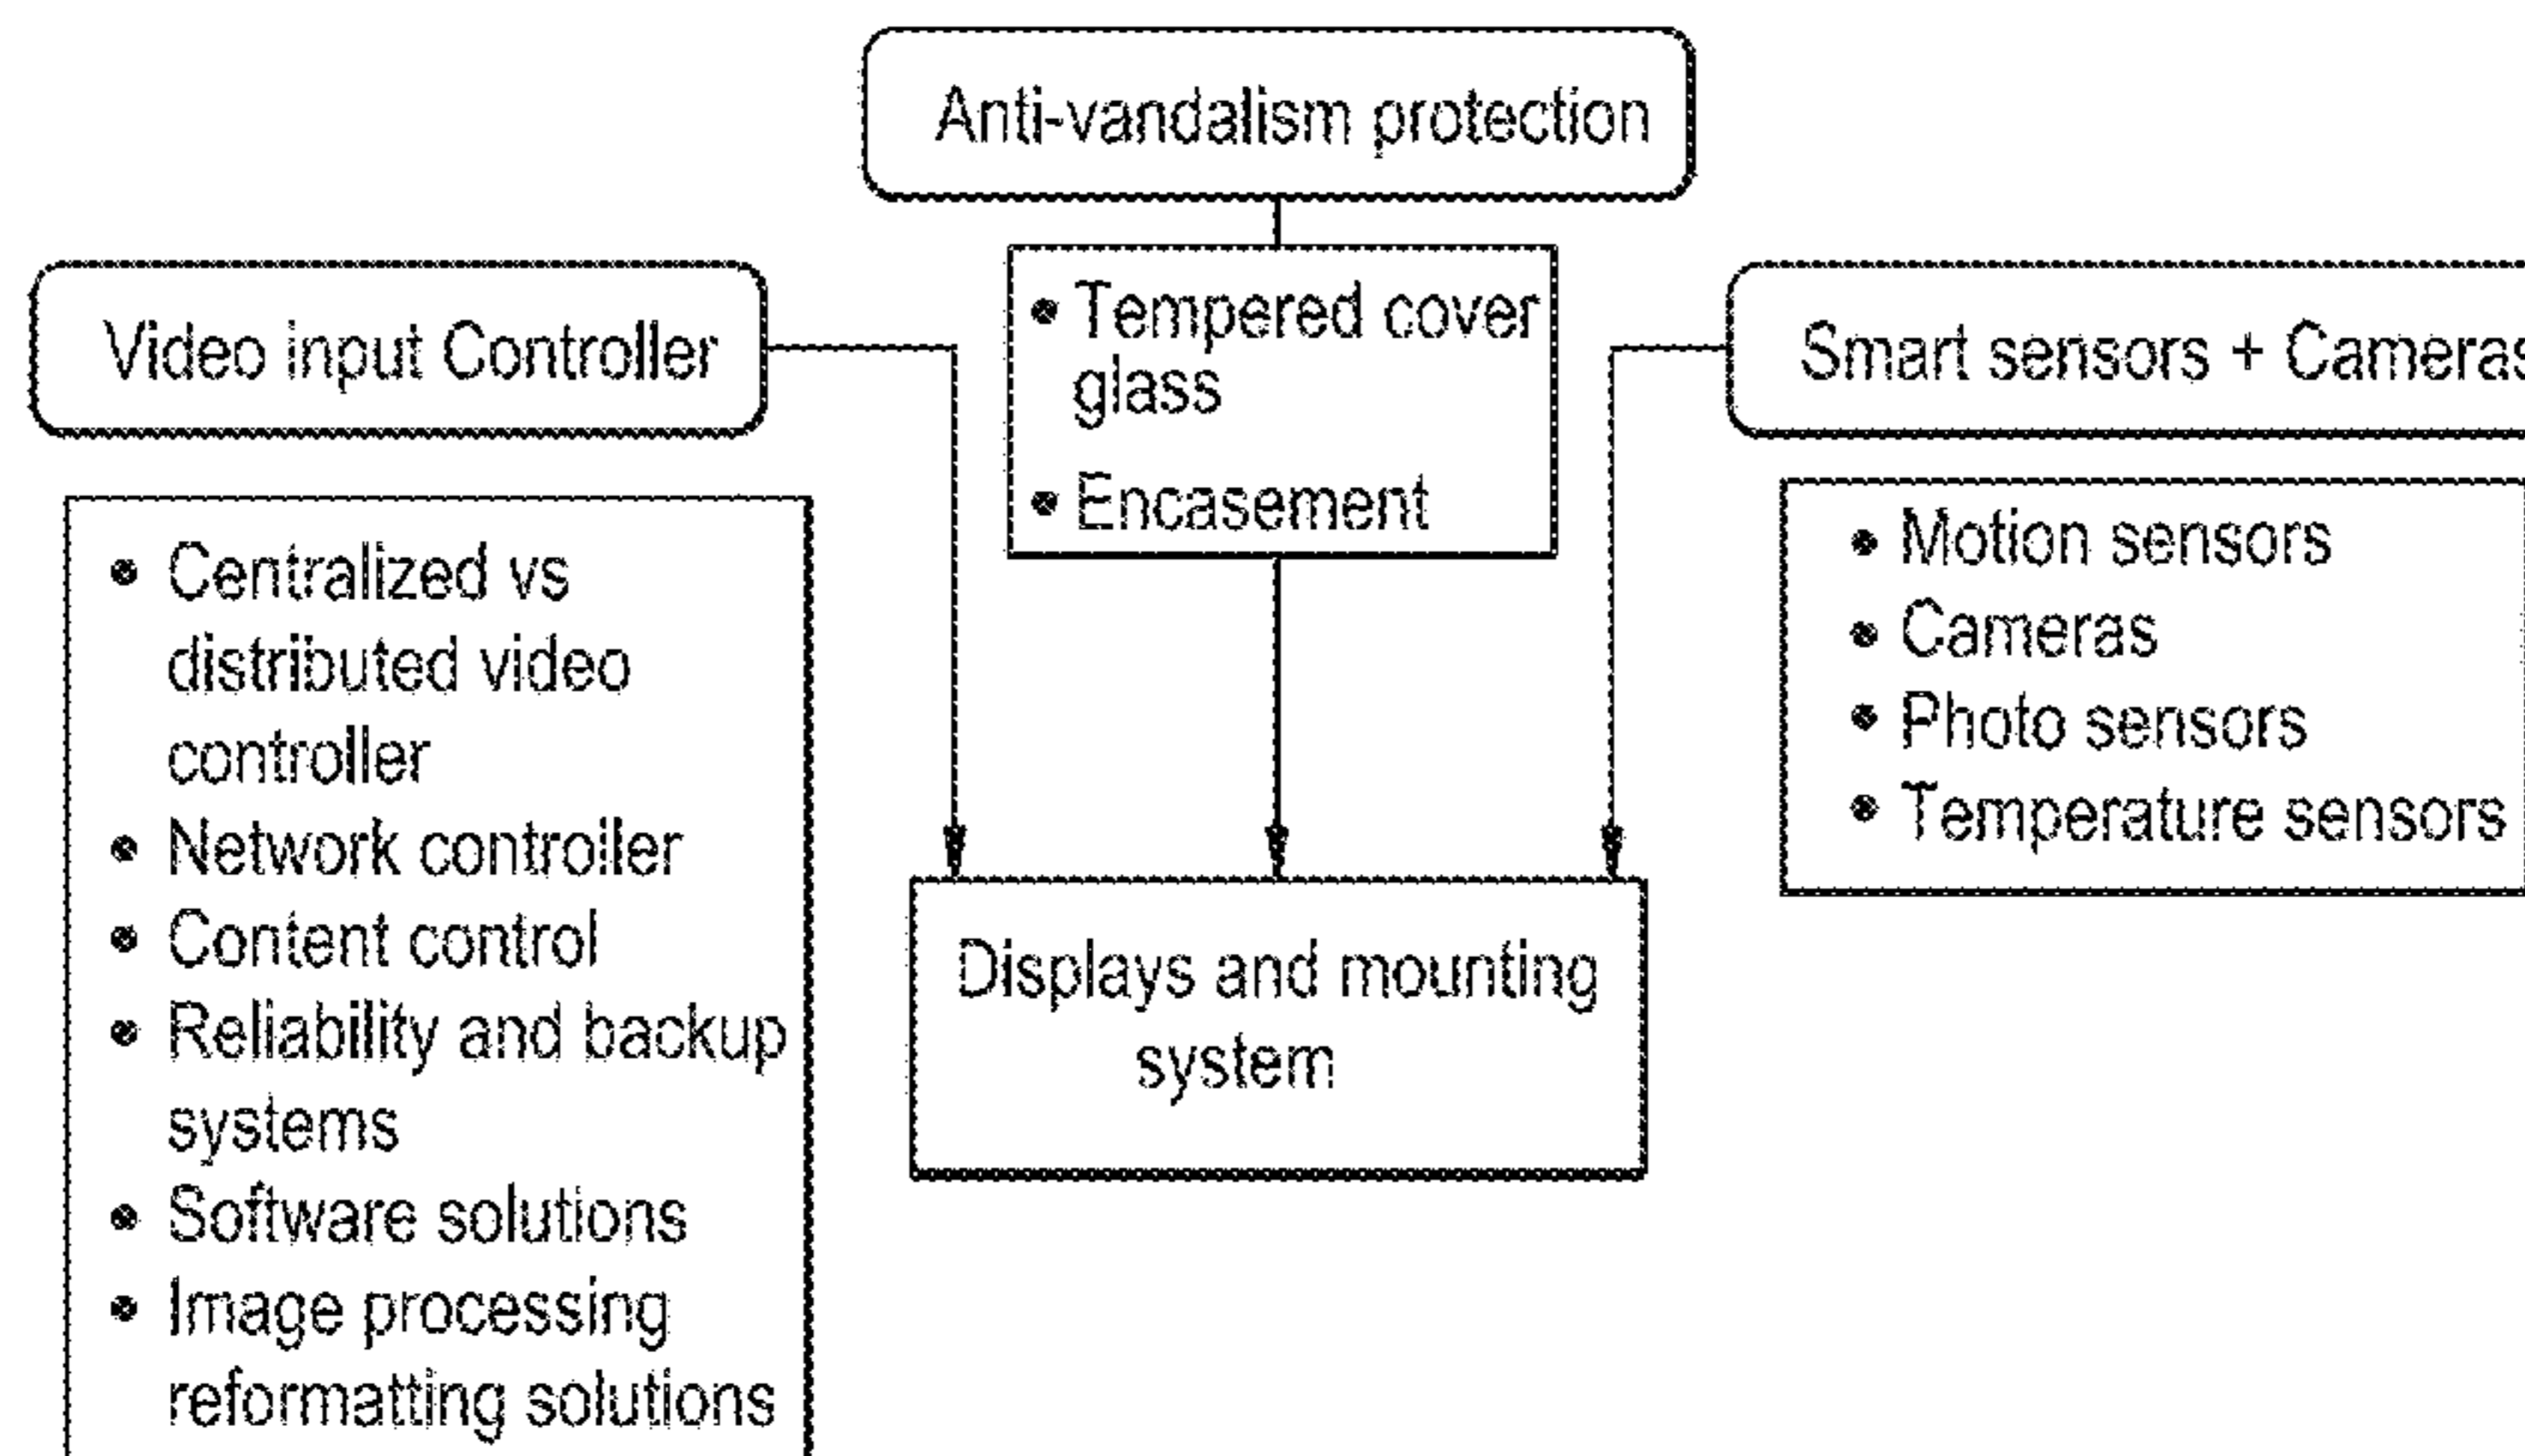 Anti-vandalism protection
• Tempered cover
glass
• Encasement
Video input Controller
• Centralized vs
distributed video
controller
• Network controller
• Content control
• Reliability and backup
systems
• Software solutions
• Image processing
reformatting solutions
Smart sensors + Cameras
• Motion sensors
• Cameras
• Photo sensors
• Temperature sensors
Displays and mounting
system